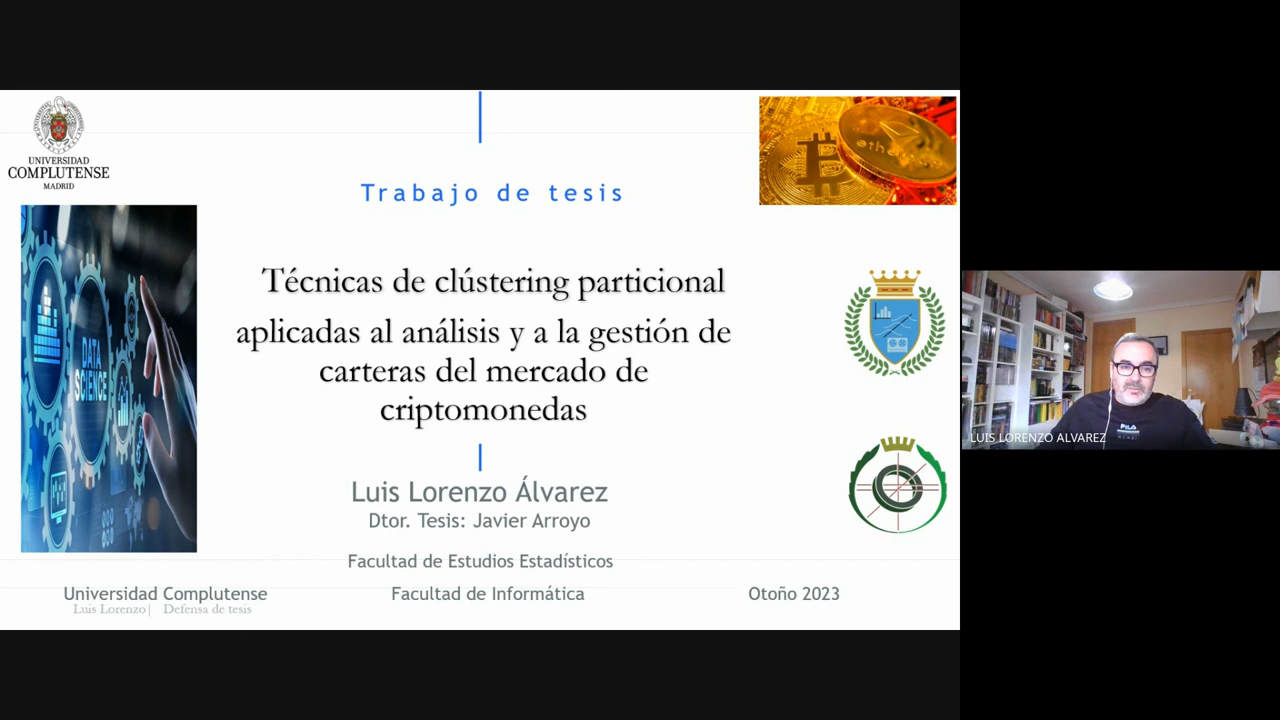 UNIVERSIDAD
COMPLUTENSE
MADRID
Trabajo de tesis
ethereum
DATA
SCIENCE
Técnicas de clústering particional
aplicadas al análisis y a la gestión de
carteras del mercado de
criptomonedas
Luis Lorenzo Álvarez
Dtor. Tesis: Javier Arroyo
Facultad de Estudios Estadísticos
Universidad Complutense
Facultad de Informática
Otoño 2023
Luis Lorenzo| Defensa de tesis
FILA
LUIS LORENZO ALVAREZ